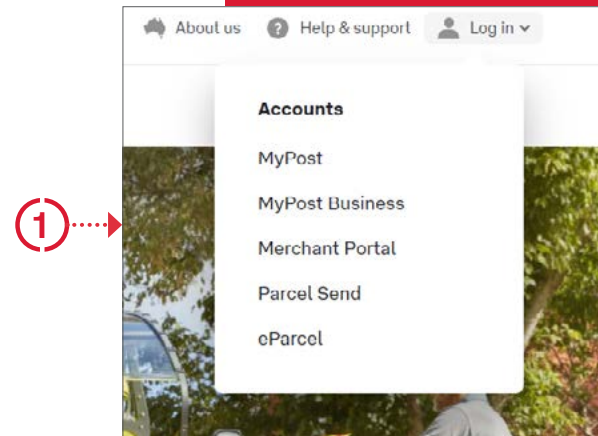 About us Help & support Log in
Accounts
MyPost
MyPost Business
Merchant Portal
Parcel Send
eParcel
1